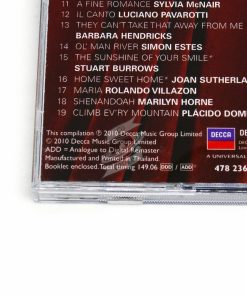 11 A FINE ROMANCE SYLVIA McNAIR
12 IL CANTO LUCIANO PAVAROTTI
13 THEY CAN'T TAKE THAT AWAY FROM ME
BARBARA HENDRICKS
14 OL' MAN RIVER SIMON ESTES
15 THE SUNSHINE OF YOUR SMILE*
STUART BURROWS
16 HOME SWEET HOME* JOAN SUTHERLA
17 MARIA ROLANDO VILLAZON
18 SHENANDOAH MARILYN HORNE
19 CLIMB EV'RY MOUNTAIN PLÁCIDO DOM
This compilation ℗ 2010 Decca Music Group Limited
© 2010 Decca Music Group Limited
ADD = Analogue to Digital Remaster
Manufactured and Printed in Thailand.
Booklet enclosed. Total timing 149.06 DDD / ADD*
DECCA
A UNIVERSAL
478 236